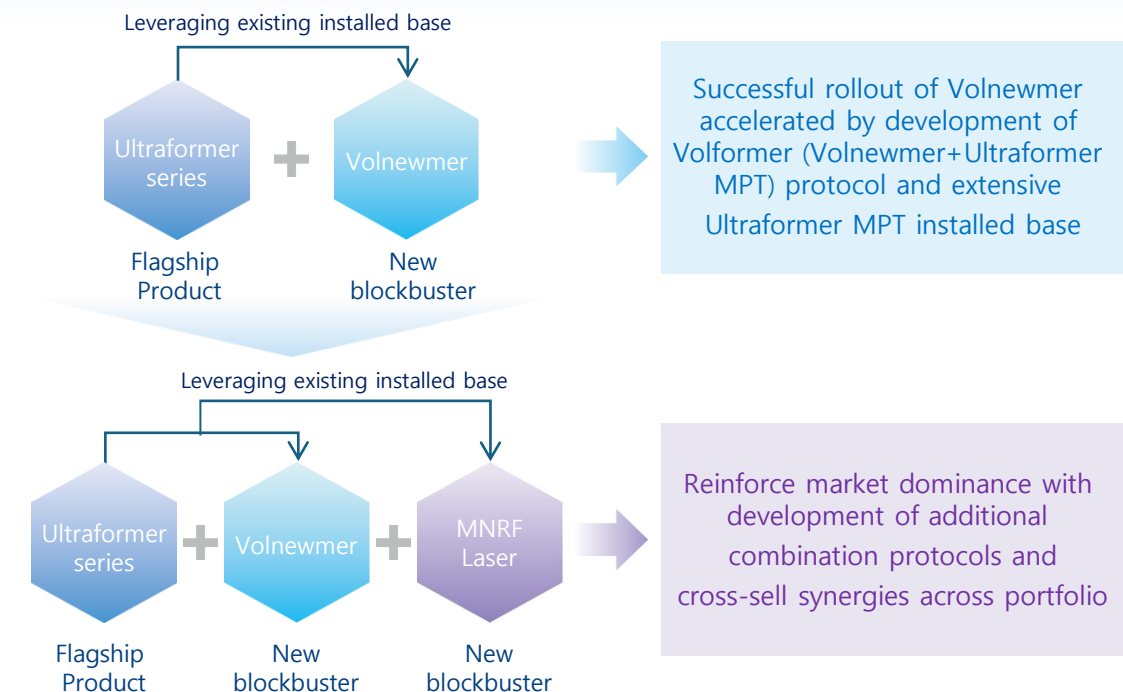 Leveraging existing installed base
Ultraformer
series
Volnewmer
Flagship
Product
New
blockbuster
Successful rollout of Volnewmer
accelerated by development of
Volformer (Volnewmer+Ultraformer
MPT) protocol and extensive
Ultraformer MPT installed base
Leveraging existing installed base
Ultraformer
series
Volnewmer
MNRF
Laser
Flagship
Product
New
blockbuster
New
blockbuster
Reinforce market dominance with
development of additional
combination protocols and
cross-sell synergies across portfolio